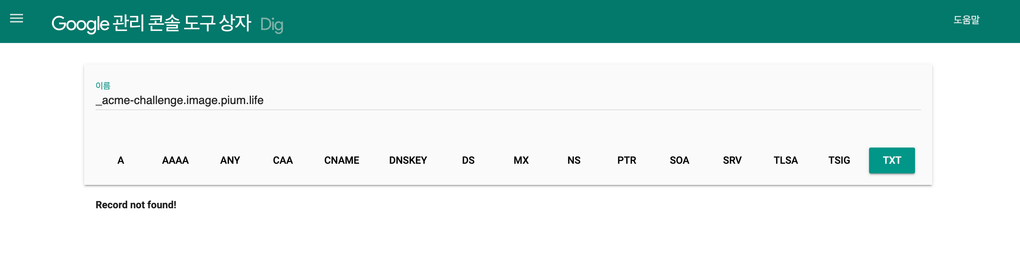 Google 관리 콘솔 도구 상자 Dig 도움말
이름
_acme-challenge.image.pium.life
A AAAA ANY CAA CNAME DNSKEY DS MX NS PTR SOA SRV TLSA TSIG TXT
Record not found!